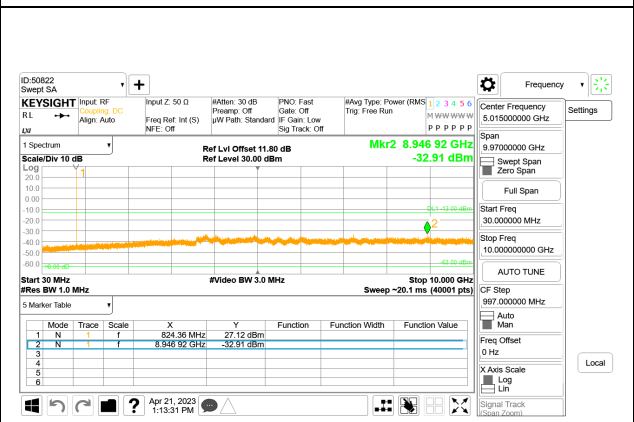 ID:50822
Swept SA
+
Frequency
KEYSIGHT
RL
Input: RF
Coupling: DC
Align: Auto
Input Z: 50 Ω
Freq Ref: Int (S)
NFE: Off
#Atten: 30 dB
Preamp: Off
µW Path: Standard
PNO: Fast
Gate: Off
IF Gain: Low
Sig Track: Off
#Avg Type: Power (RMS
Trig: Free Run
1 2 3 4 5 6
M W W W W W
P P P P P P
Settings
1 Spectrum
Scale/Div 10 dB
Log
Ref Lvl Offset 11.80 dB
Ref Level 30.00 dBm
Mkr2 8.946 92 GHz
-32.91 dBm
1
20.0
10.0
0.00
-10.0
-20.0
-30.0
-40.0
-50.0
-60.0
DL1 -13.00 dBm
2
Start 30 MHz
#Res BW 1.0 MHz
#Video BW 3.0 MHz
Stop 10.000 GHz
Sweep ~20.1 ms (40001 pts)
5 Marker Table
Mode Trace Scale X Y Function Function Width Function Value
1 N 1 f 824.36 MHz 27.12 dBm
2 N 1 f 8.946 92 GHz -32.91 dBm
3
4
5
6
Center Frequency
5.015000000 GHz
Span
9.97000000 GHz
Swept Span
Zero Span
Full Span
Start Freq
30.000000 MHz
Stop Freq
10.000000000 GHz
AUTO TUNE
CF Step
997.000000 MHz
Auto
Man
Freq Offset
0 Hz
X Axis Scale
Log
Lin
Signal Track
(Span Zoom)
Local
?
Apr 21, 2023
1:13:31 PM